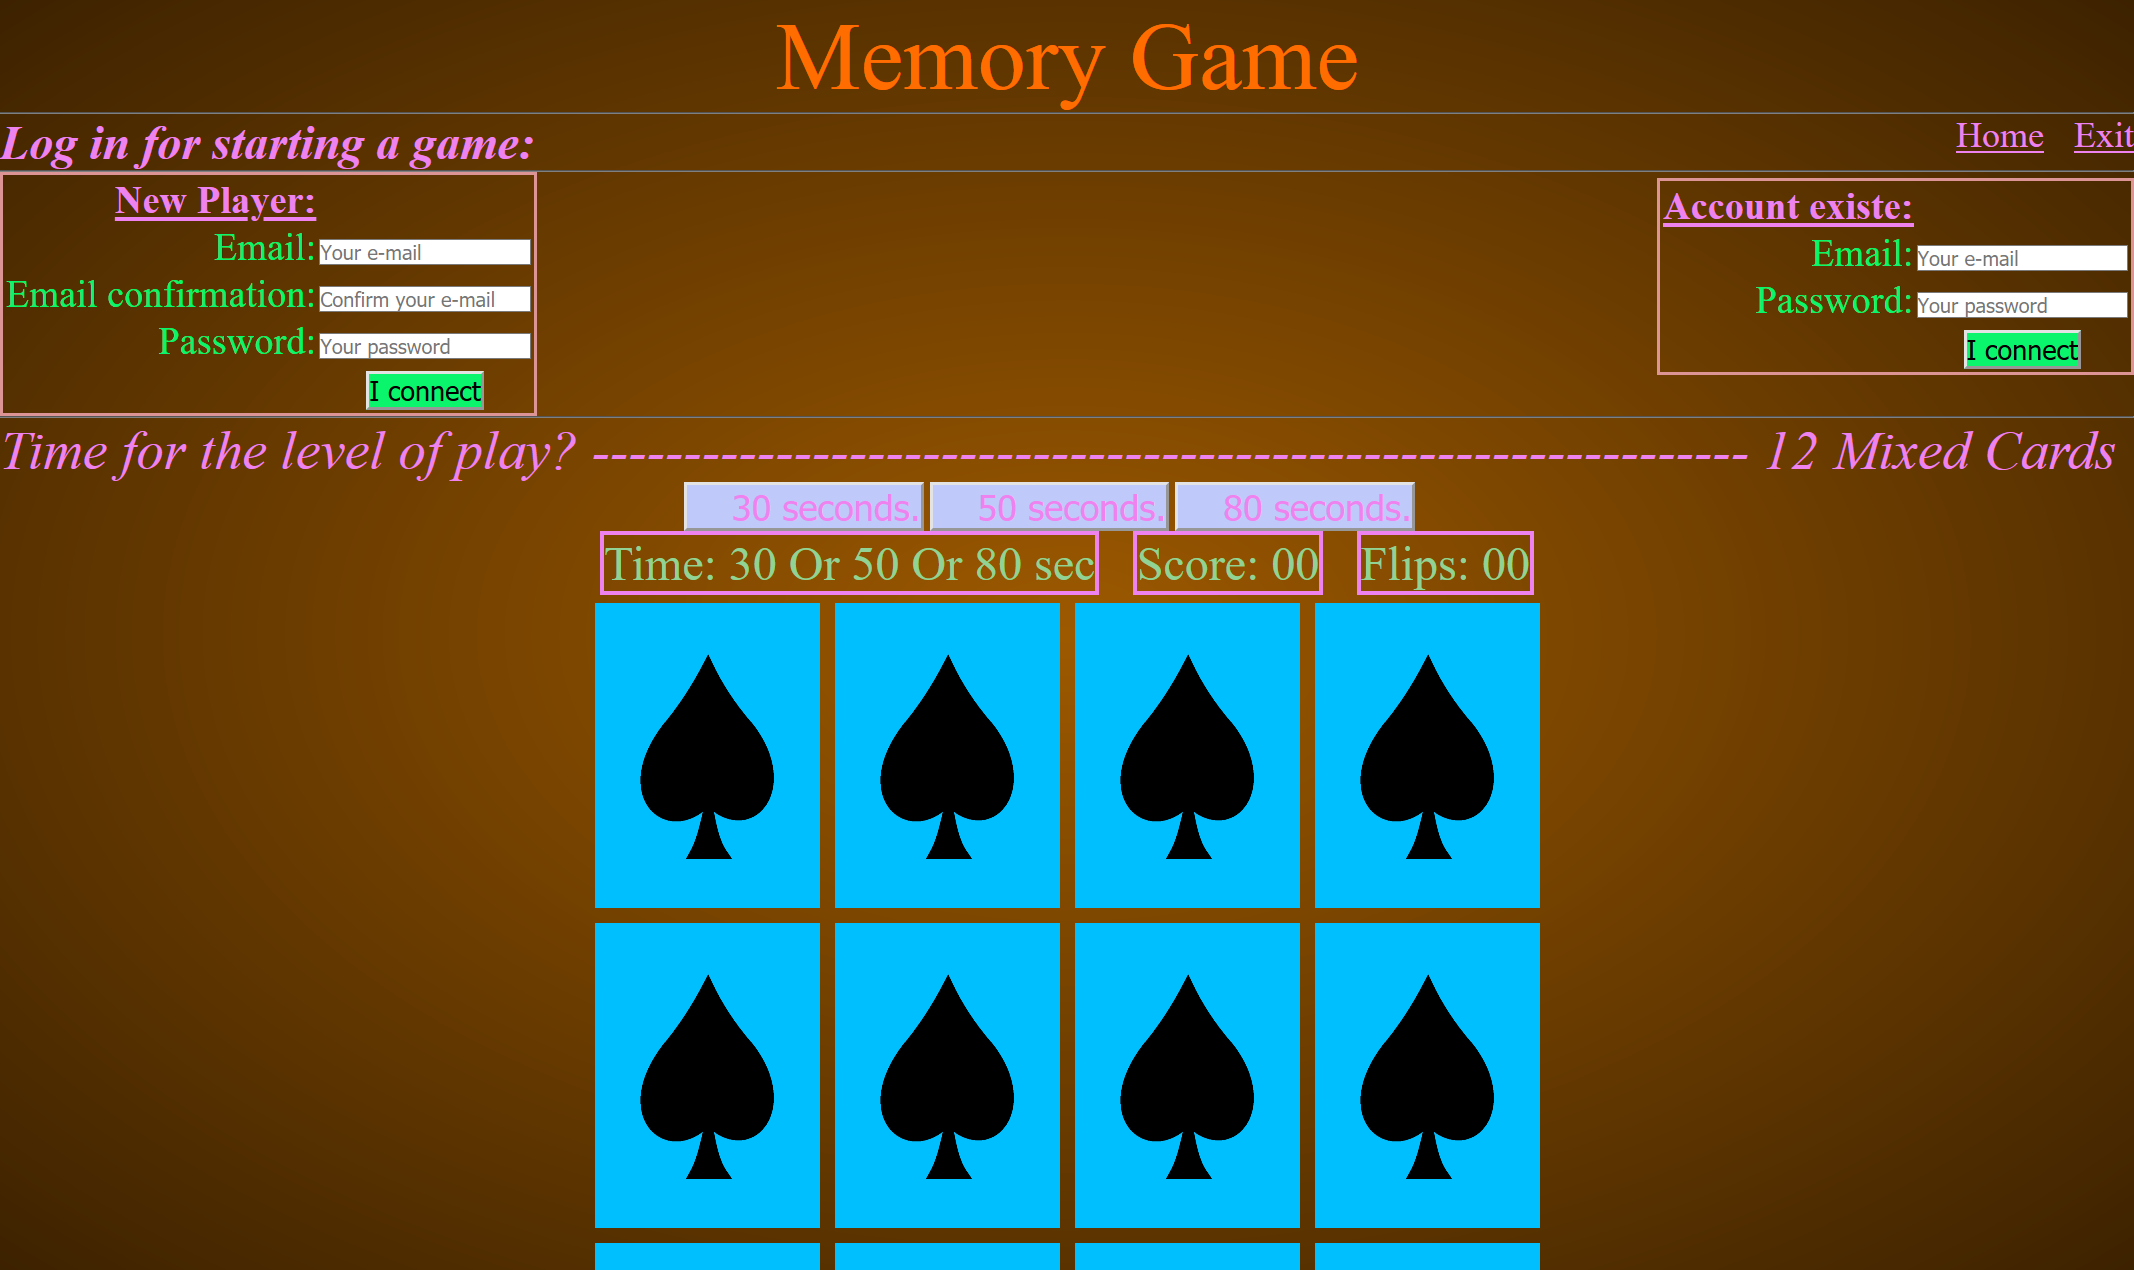 Memory Game
Log in for starting a game:
Home Exit
New Player:
Email: Your e-mail
Email confirmation: Confirm your e-mail
Password: Your password
I connect
Account existe:
Email: Your e-mail
Password: Your password
I connect
Time for the level of play? --------------------------------------------------------------- 12 Mixed Cards
30 seconds. 50 seconds. 80 seconds.
Time: 30 Or 50 Or 80 sec Score: 00 Flips: 00